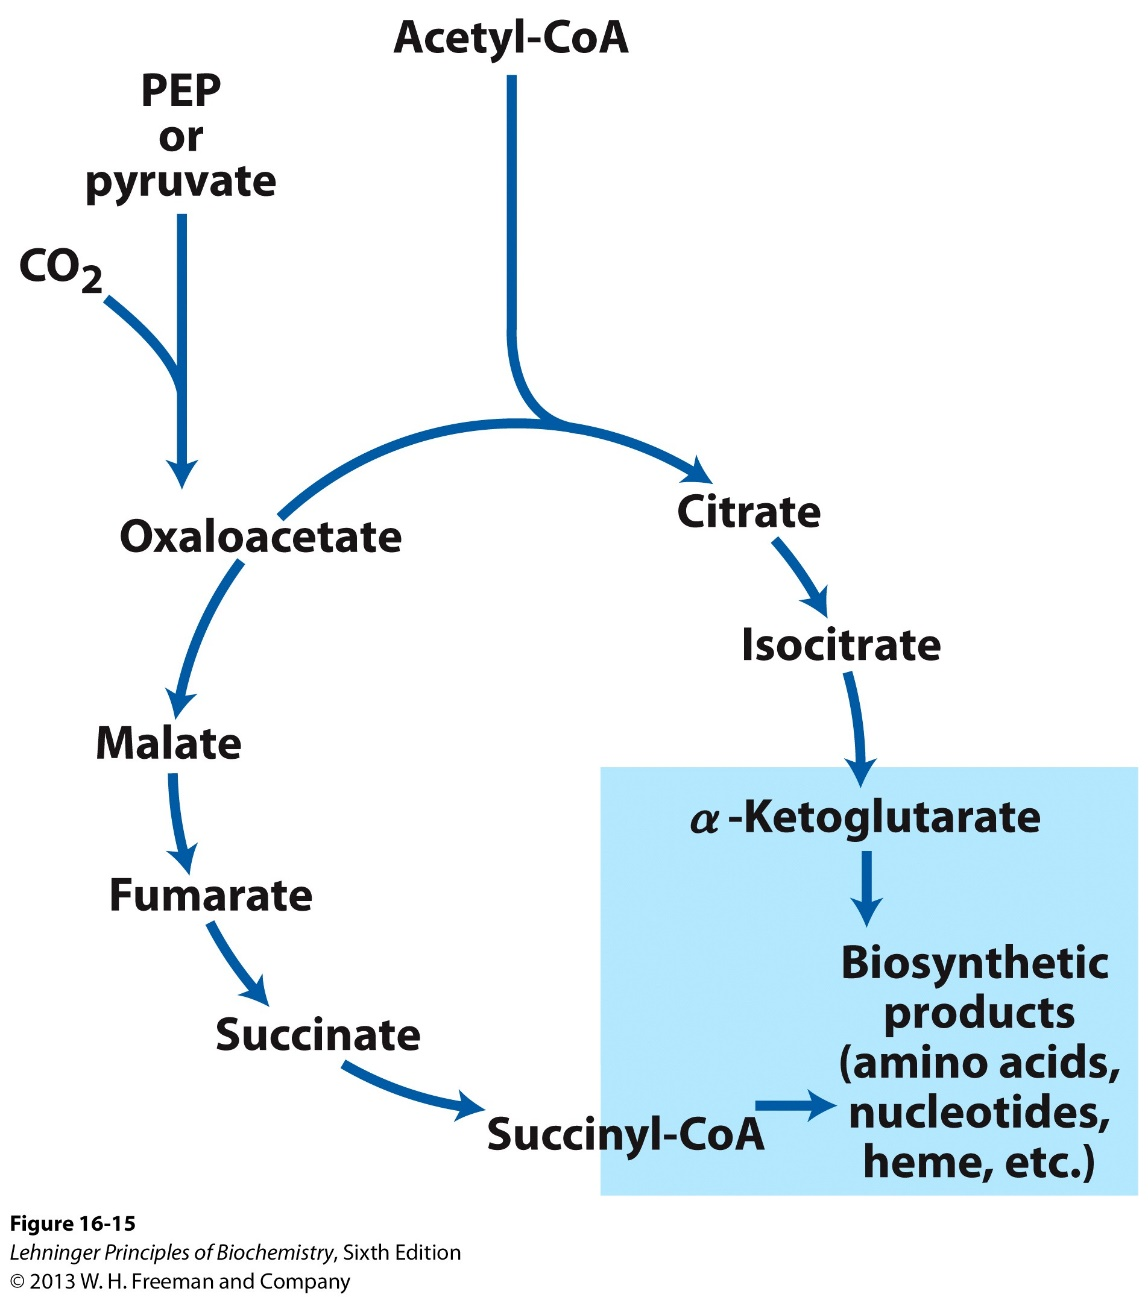 Acetyl-CoA
PEP
or
pyruvate
CO2
Oxaloacetate
Citrate
Isocitrate
Malate
α-Ketoglutarate
Fumarate
Biosynthetic
products
(amino acids,
nucleotides,
heme, etc.)
Succinate
Succinyl-CoA
Figure 16-15
Lehninger Principles of Biochemistry, Sixth Edition
© 2013 W. H. Freeman and Company